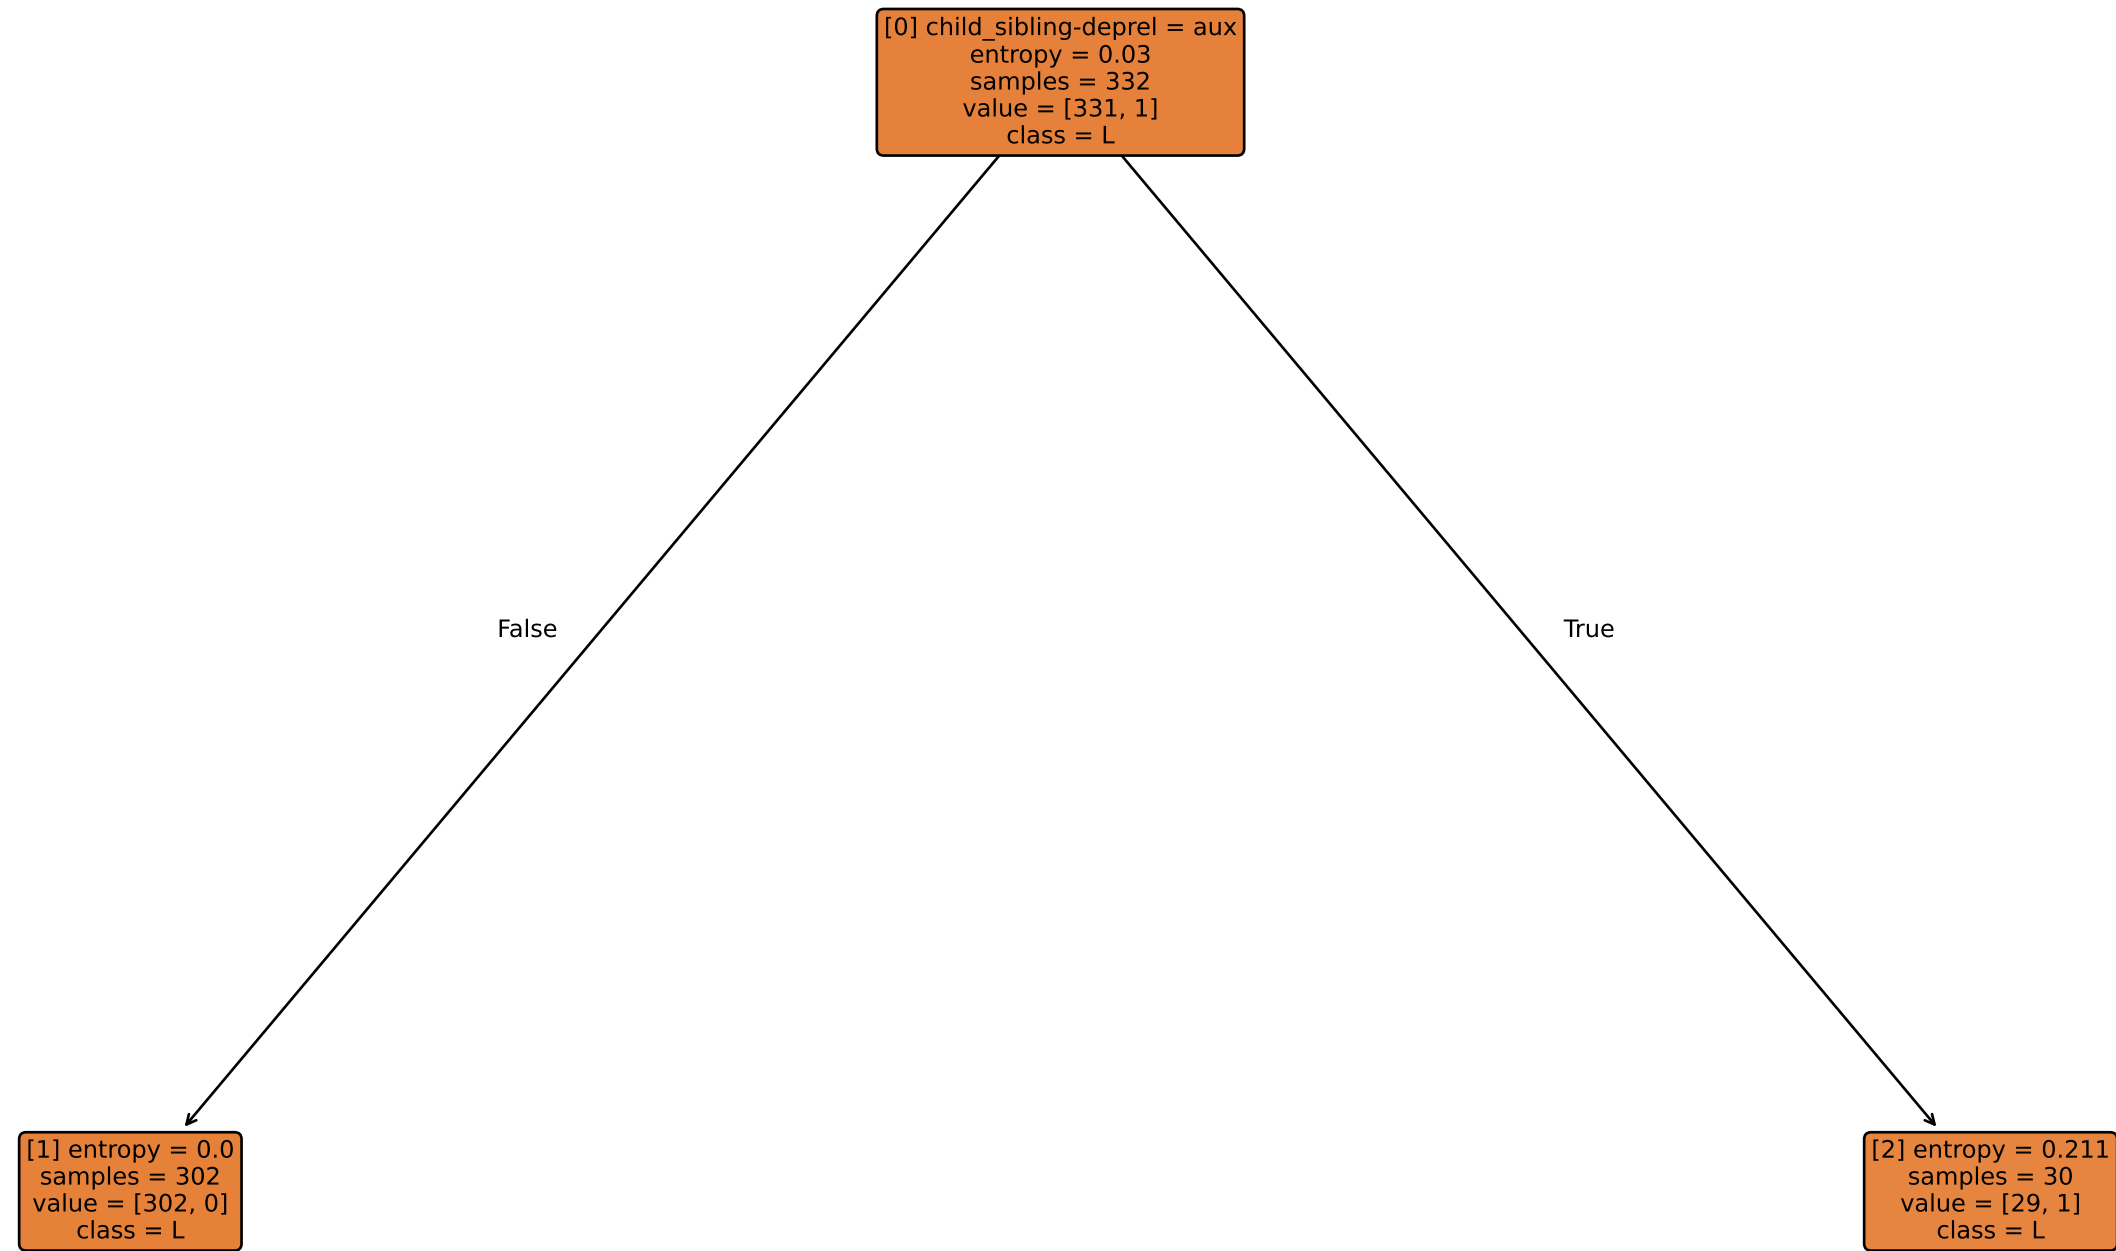 [0] child_sibling-deprel = aux
entropy = 0.03
samples = 332
value = [331, 1]
class = L
False
True
[1] entropy = 0.0
samples = 302
value = [302, 0]
class = L
[2] entropy = 0.211
samples = 30
value = [29, 1]
class = L